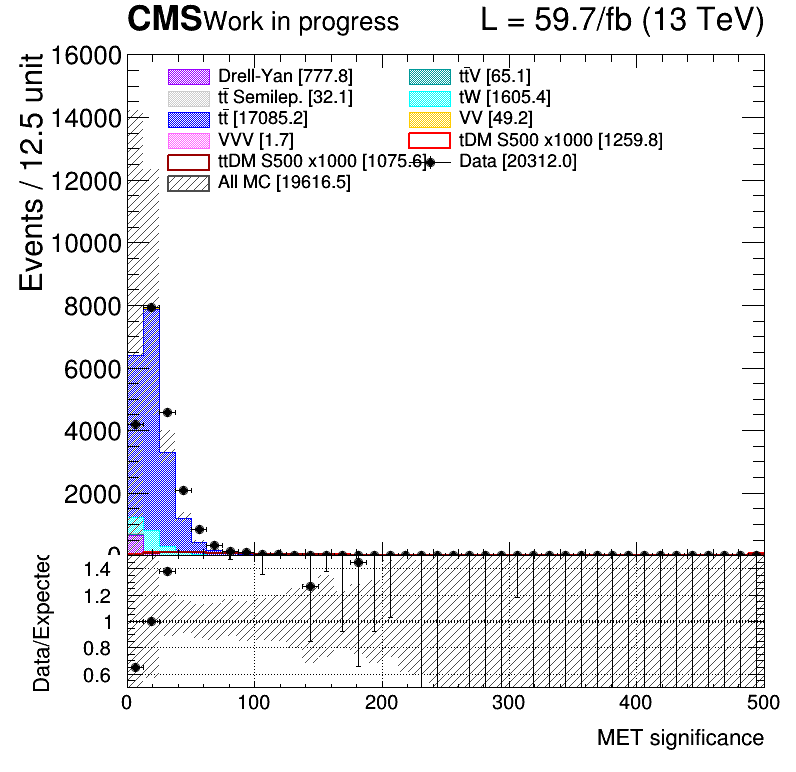 CMS Work in progress L = 59.7/fb (13 TeV)
Events / 12.5 unit
16000
14000
12000
10000
8000
6000
4000
2000
0
Drell-Yan [777.8] tt̄V [65.1]
tt̄ Semilep. [32.1] tW [1605.4]
tt̄ [17085.2] VV [49.2]
VVV [1.7] tDM S500 x1000 [1259.8]
ttDM S500 x1000 [1075.6] Data [20312.0]
All MC [19616.5]
Data/Expected
1.4
1.2
1
0.8
0.6
0 100 200 300 400 500
MET significance